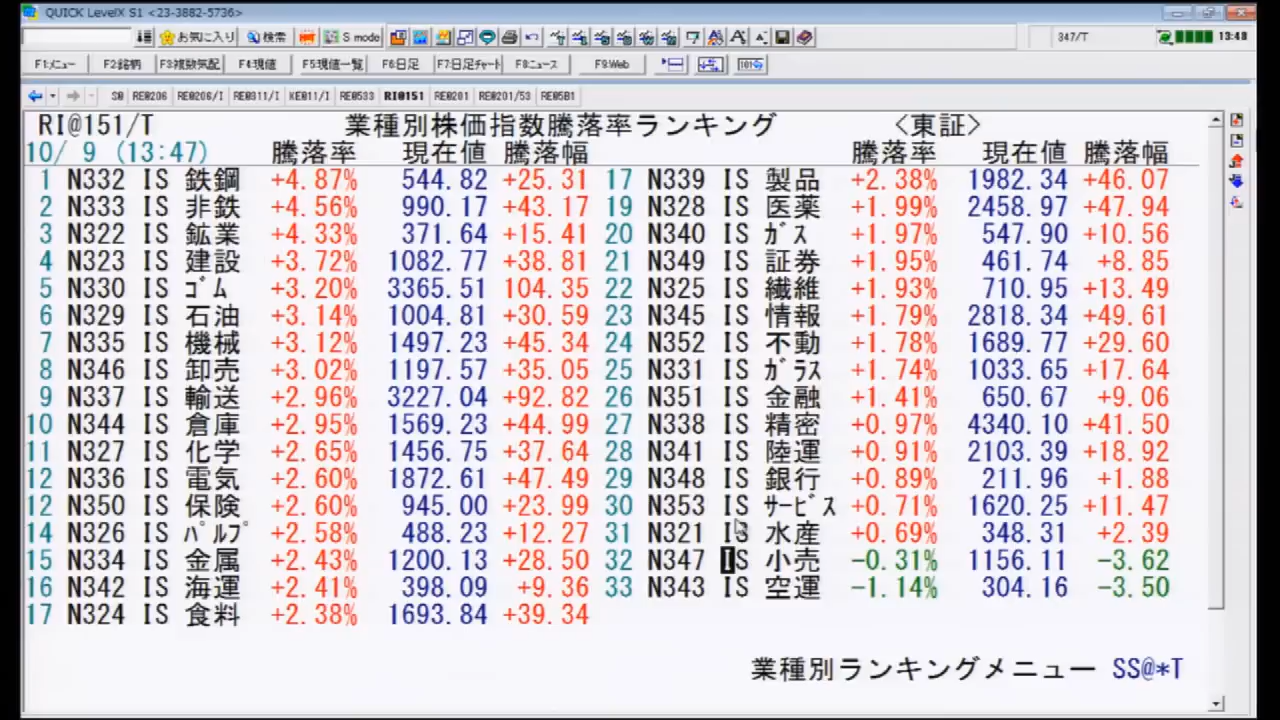 QUICK LevelX S1 <23-3882-5736>
お気に入り 検索 S mode 347/T 13:48
F1:メニュー F2:銘柄 F3:複数気配 F4:現値 F5:現値一覧 F6:日足 F7:日足チャート F8:ニュース F9:Web
S@ RE@206 RE@206/I RE@311/I KE@11/I RE@533 RI@151 RE@201 RE@201/53 RE@5B1
RI@151/T 業種別株価指数騰落率ランキング <東証>
10/ 9 (13:47) 騰落率 現在値 騰落幅 騰落率 現在値 騰落幅
1 N332 IS 鉄鋼 +4.87% 544.82 +25.31 17 N339 IS 製品 +2.38% 1982.34 +46.07
2 N333 IS 非鉄 +4.56% 990.17 +43.17 19 N328 IS 医薬 +1.99% 2458.97 +47.94
3 N322 IS 鉱業 +4.33% 371.64 +15.41 20 N340 IS ｶﾞｽ +1.97% 547.90 +10.56
4 N323 IS 建設 +3.72% 1082.77 +38.81 21 N349 IS 証券 +1.95% 461.74 +8.85
5 N330 IS ｺﾞﾑ +3.20% 3365.51 104.35 22 N325 IS 繊維 +1.93% 710.95 +13.49
6 N329 IS 石油 +3.14% 1004.81 +30.59 23 N345 IS 情報 +1.79% 2818.34 +49.61
7 N335 IS 機械 +3.12% 1497.23 +45.34 24 N352 IS 不動 +1.78% 1689.77 +29.60
8 N346 IS 卸売 +3.02% 1197.57 +35.05 25 N331 IS ｶﾞﾗｽ +1.74% 1033.65 +17.64
9 N337 IS 輸送 +2.96% 3227.04 +92.82 26 N351 IS 金融 +1.41% 650.67 +9.06
10 N344 IS 倉庫 +2.95% 1569.23 +44.99 27 N338 IS 精密 +0.97% 4340.10 +41.50
11 N327 IS 化学 +2.65% 1456.75 +37.64 28 N341 IS 陸運 +0.91% 2103.39 +18.92
12 N336 IS 電気 +2.60% 1872.61 +47.49 29 N348 IS 銀行 +0.89% 211.96 +1.88
12 N350 IS 保険 +2.60% 945.00 +23.99 30 N353 IS ｻｰﾋﾞｽ +0.71% 1620.25 +11.47
14 N326 IS ﾊﾟﾙﾌﾟ +2.58% 488.23 +12.27 31 N321 IS 水産 +0.69% 348.31 +2.39
15 N334 IS 金属 +2.43% 1200.13 +28.50 32 N347 IS 小売 -0.31% 1156.11 -3.62
16 N342 IS 海運 +2.41% 398.09 +9.36 33 N343 IS 空運 -1.14% 304.16 -3.50
17 N324 IS 食料 +2.38% 1693.84 +39.34
業種別ランキングメニュー SS@*T